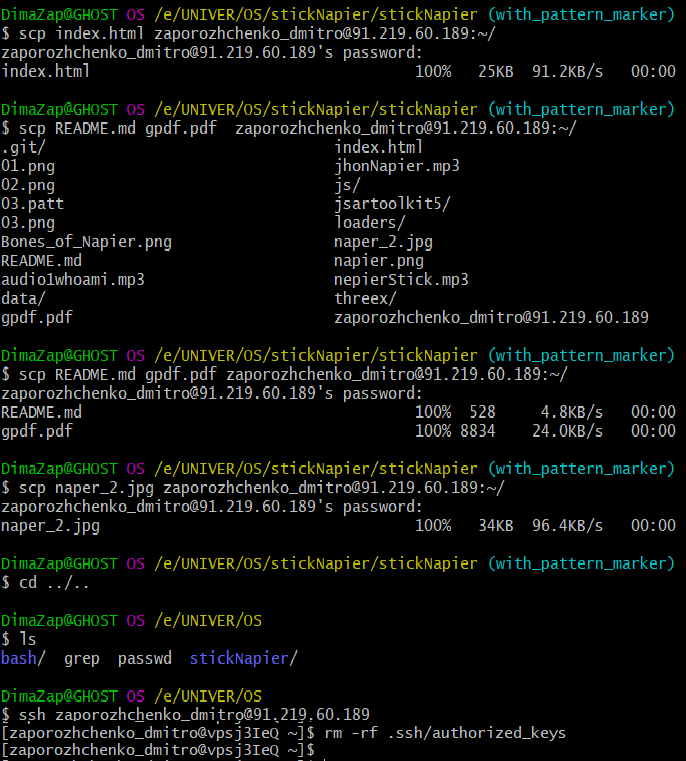 DimaZap@GHOST OS /e/UNIVER/OS/stickNapier/stickNapier (with_pattern_marker)
$ scp index.html zaporozhchenko_dmitro@91.219.60.189:~/
zaporozhchenko_dmitro@91.219.60.189's password:
index.html 100% 25KB 91.2KB/s 00:00
DimaZap@GHOST OS /e/UNIVER/OS/stickNapier/stickNapier (with_pattern_marker)
$ scp README.md gpdf.pdf  zaporozhchenko_dmitro@91.219.60.189:~/
.git/ index.html
01.png jhonNapier.mp3
02.png js/
03.patt jsartoolkit5/
03.png loaders/
Bones_of_Napier.png naper_2.jpg
README.md napier.png
audio1whoami.mp3 nepierStick.mp3
data/ threex/
gpdf.pdf zaporozhchenko_dmitro@91.219.60.189
DimaZap@GHOST OS /e/UNIVER/OS/stickNapier/stickNapier (with_pattern_marker)
$ scp README.md gpdf.pdf zaporozhchenko_dmitro@91.219.60.189:~/
zaporozhchenko_dmitro@91.219.60.189's password:
README.md 100% 528 4.8KB/s 00:00
gpdf.pdf 100% 8834 24.0KB/s 00:00
DimaZap@GHOST OS /e/UNIVER/OS/stickNapier/stickNapier (with_pattern_marker)
$ scp naper_2.jpg zaporozhchenko_dmitro@91.219.60.189:~/
zaporozhchenko_dmitro@91.219.60.189's password:
naper_2.jpg 100% 34KB 96.4KB/s 00:00
DimaZap@GHOST OS /e/UNIVER/OS/stickNapier/stickNapier (with_pattern_marker)
$ cd ../..
DimaZap@GHOST OS /e/UNIVER/OS
$ ls
bash/ grep passwd stickNapier/
DimaZap@GHOST OS /e/UNIVER/OS
$ ssh zaporozhchenko_dmitro@91.219.60.189
[zaporozhchenko_dmitro@vpsj3IeQ ~]$ rm -rf .ssh/authorized_keys
[zaporozhchenko_dmitro@vpsj3IeQ ~]$